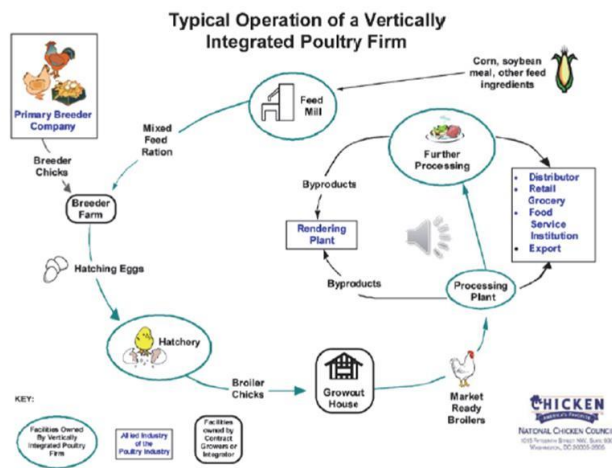 Typical Operation of a Vertically
Integrated Poultry Firm
Primary Breeder
Company
Corn, soybean
meal, other feed
ingredients
Feed
Mill
Mixed
Feed
Ration
Breeder
Chicks
Breeder
Farm
Further
Processing
Byproducts
Distributor
Retail
Grocery
Food
Service
Institution
Export
Rendering
Plant
Hatching Eggs
Byproducts
Processing
Plant
Hatchery
Broiler
Chicks
Growout
House
Market
Ready
Broilers
KEY:
Facilities Owned
By Vertically
Integrated Poultry
Firm
Allied Industry
of the
Poultry Industry
Facilities
owned by
Contract
Growers or
Integrator
CHICKEN
NATIONAL CHICKEN COUNCIL